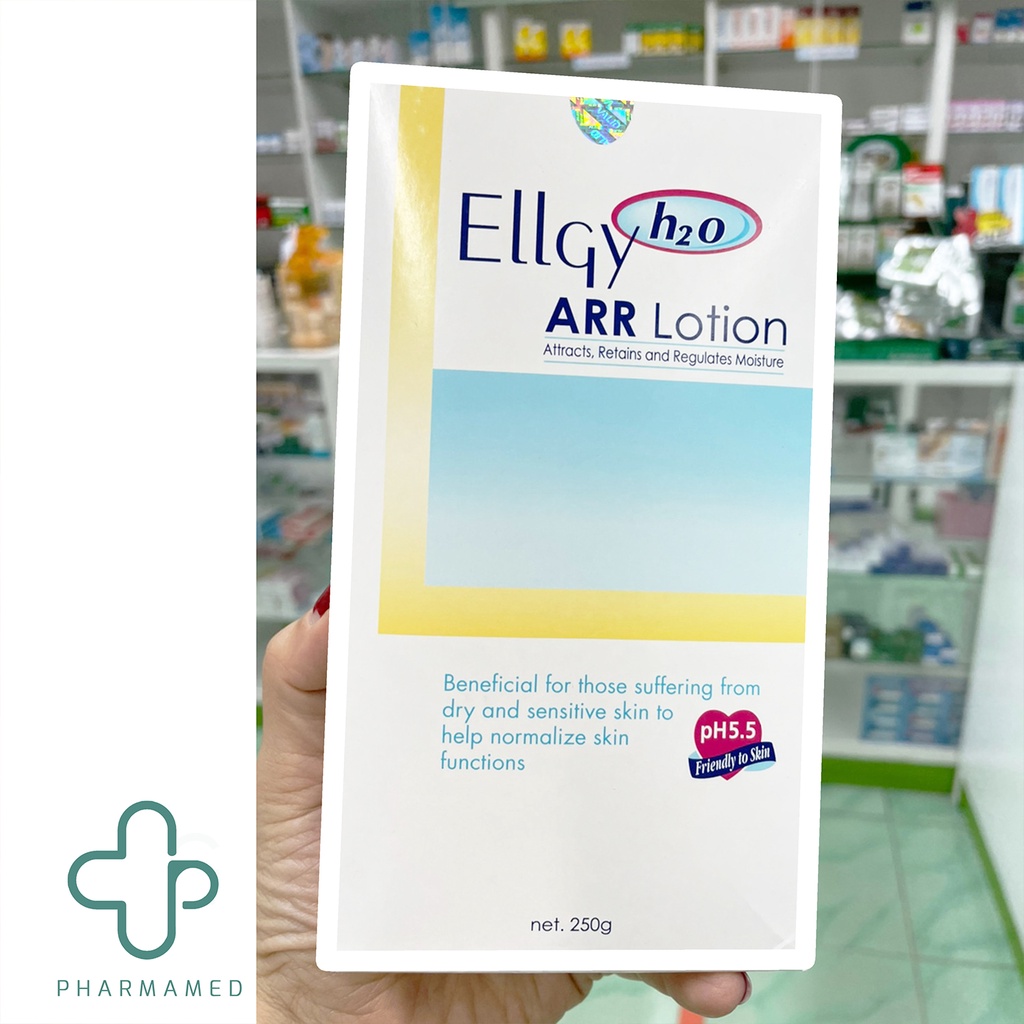 Ellgy h₂o
ARR Lotion
Attracts, Retains and Regulates Moisture
Beneficial for those suffering from
dry and sensitive skin to
help normalize skin
functions
pH5.5
Friendly to Skin
net. 250g
PHARMAMED